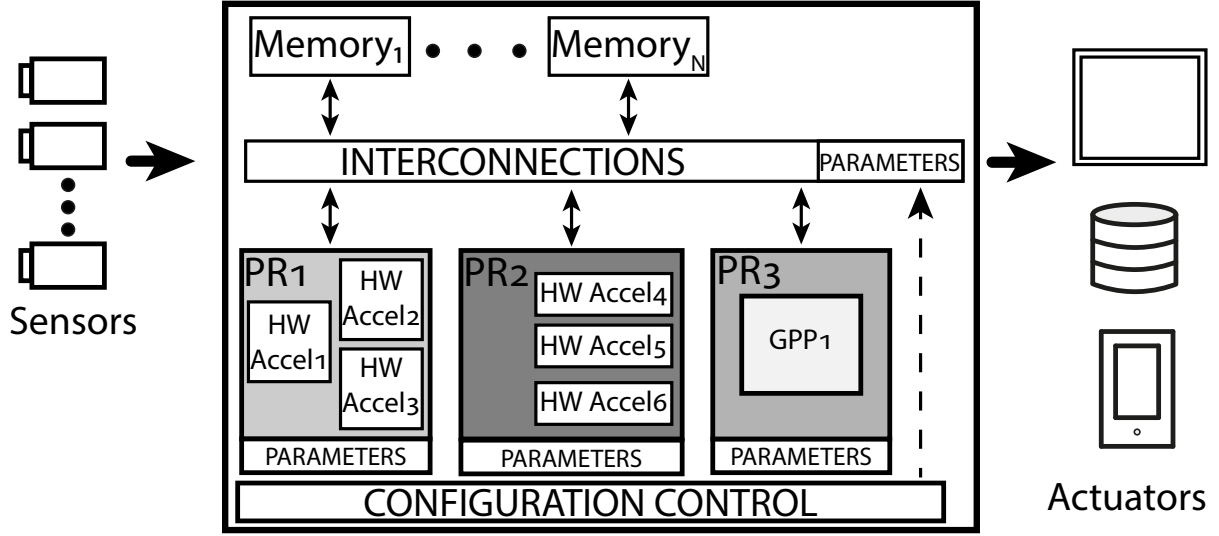 Memory1
Memory N
INTERCONNECTIONS
PARAMETERS
Sensors
PR1
HW
Accel1
HW
Accel2
HW
Accel3
PARAMETERS
PR2
HW Accel4
HW Accel5
HW Accel6
PARAMETERS
PR3
GPP1
PARAMETERS
CONFIGURATION CONTROL
Actuators